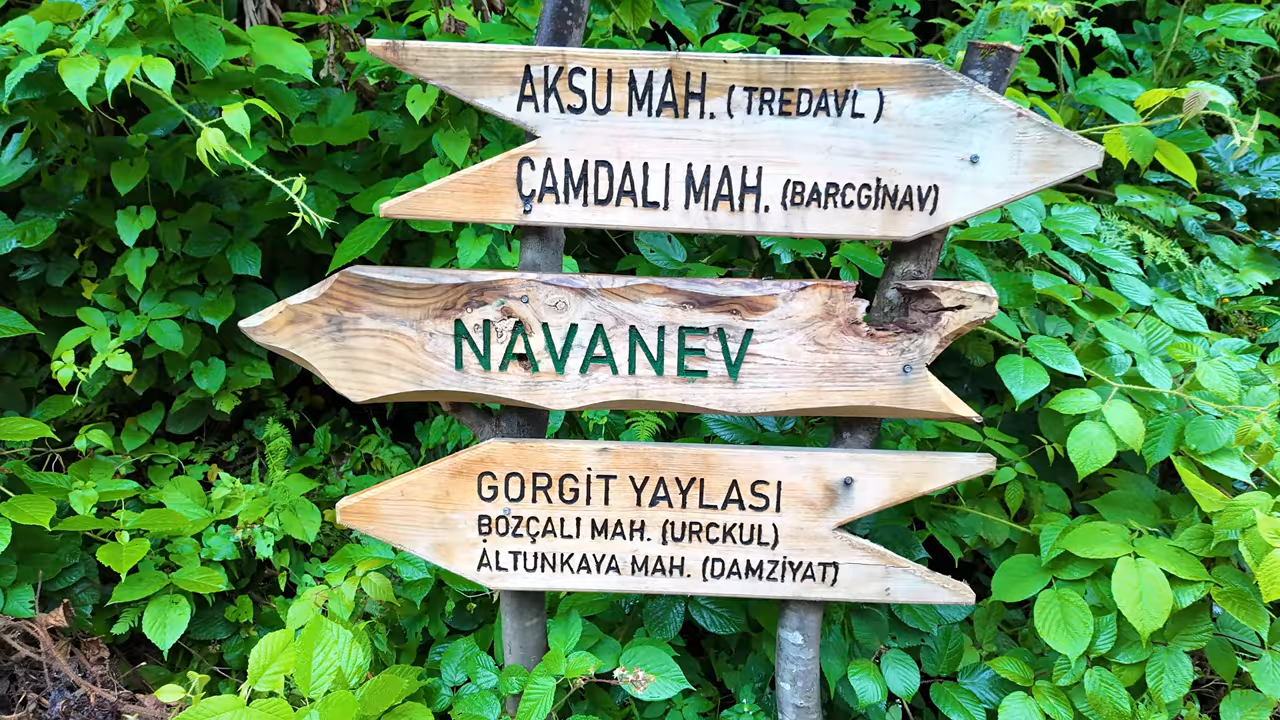 AKSU MAH. (TREDAVL)
ÇAMDALI MAH. (BARCGİNAV)
NAVANEV
GORGİT YAYLASI
BOZÇALI MAH. (URCKUL)
ALTUNKAYA MAH. (DAMZİYAT)